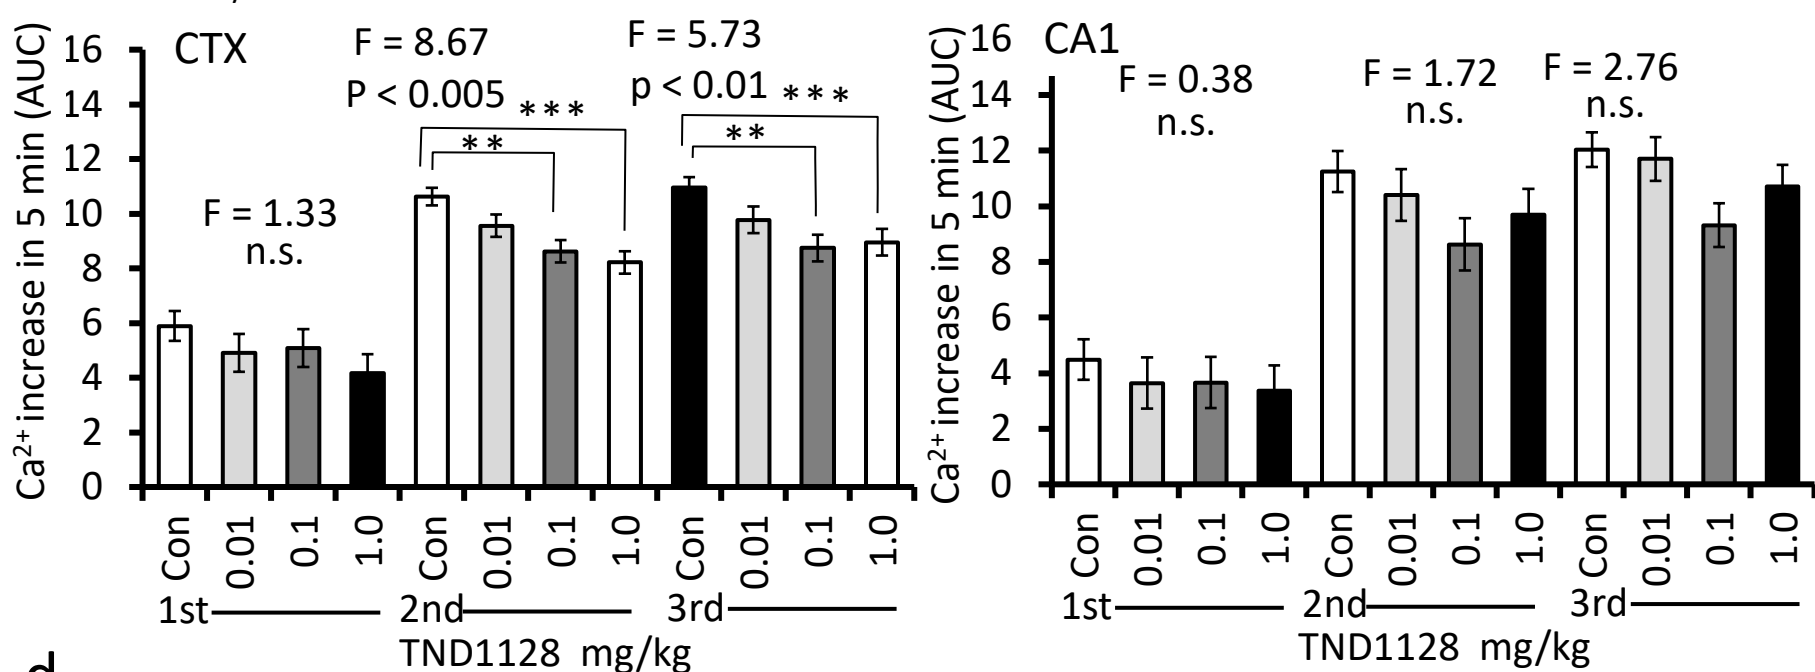 Ca2+ increase in 5 min (AUC)
16
14
12
10
8
6
4
2
0
CTX
F = 1.33
n.s.
F = 8.67
P < 0.005
***
**
F = 5.73
p < 0.01
***
**
Con
0.01
0.1
1.0
Con
0.01
0.1
1.0
Con
0.01
0.1
1.0
1st
2nd
3rd
TND1128 mg/kg
Ca2+ increase in 5 min (AUC)
16
14
12
10
8
6
4
2
0
CA1
F = 0.38
n.s.
F = 1.72
n.s.
F = 2.76
n.s.
Con
0.01
0.1
1.0
Con
0.01
0.1
1.0
Con
0.01
0.1
1.0
1st
2nd
3rd
TND1128 mg/kg